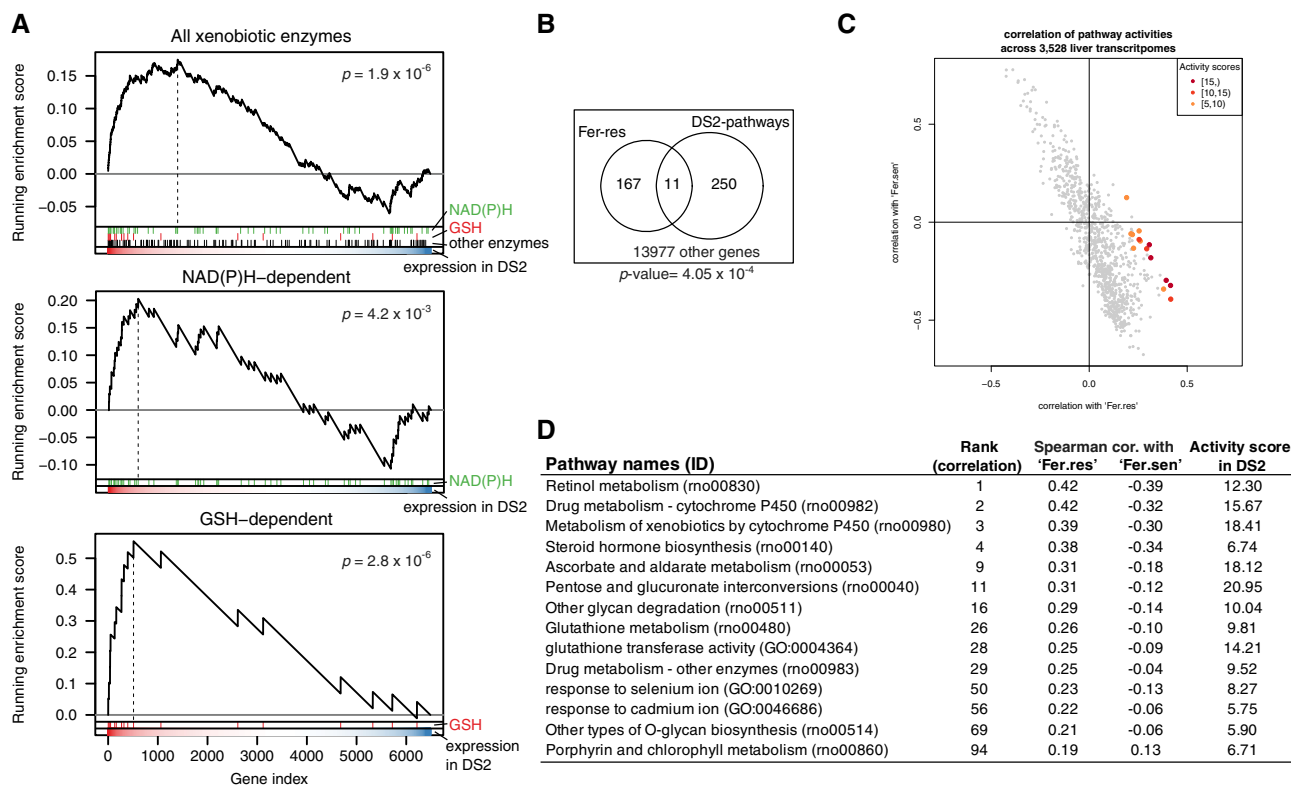 A
All xenobiotic enzymes
p = 1.9 x 10-6
Running enrichment score
0.15
0.10
0.05
0.00
−0.05
NAD(P)H
GSH
other enzymes
expression in DS2
NAD(P)H−dependent
p = 4.2 x 10-3
Running enrichment score
0.20
0.15
0.10
0.05
0.00
−0.05
−0.10
NAD(P)H
expression in DS2
GSH−dependent
p = 2.8 x 10-6
Running enrichment score
0.5
0.4
0.3
0.2
0.1
0.0
GSH
expression
in DS2
0 1000 2000 3000 4000 5000 6000
Gene index
B
Fer-res
DS2-pathways
167 11 250
13977 other genes
p-value= 4.05 x 10-4
C
correlation of pathway activities
across 3,528 liver transcritpomes
Activity scores
[15,)
[10,15)
[5,10)
correlation with 'Fer.sen'
0.5
0.0
−0.5
−0.5 0.0 0.5
correlation with 'Fer.res'
D
Pathway names (ID) Rank (correlation) Spearman cor. with 'Fer.res' 'Fer.sen' Activity score in DS2
Retinol metabolism (rno00830) 1 0.42 -0.39 12.30
Drug metabolism - cytochrome P450 (rno00982) 2 0.42 -0.32 15.67
Metabolism of xenobiotics by cytochrome P450 (rno00980) 3 0.39 -0.30 18.41
Steroid hormone biosynthesis (rno00140) 4 0.38 -0.34 6.74
Ascorbate and aldarate metabolism (rno00053) 9 0.31 -0.18 18.12
Pentose and glucuronate interconversions (rno00040) 11 0.31 -0.12 20.95
Other glycan degradation (rno00511) 16 0.29 -0.14 10.04
Glutathione metabolism (rno00480) 26 0.26 -0.10 9.81
glutathione transferase activity (GO:0004364) 28 0.25 -0.09 14.21
Drug metabolism - other enzymes (rno00983) 29 0.25 -0.04 9.52
response to selenium ion (GO:0010269) 50 0.23 -0.13 8.27
response to cadmium ion (GO:0046686) 56 0.22 -0.06 5.75
Other types of O-glycan biosynthesis (rno00514) 69 0.21 -0.06 5.90
Porphyrin and chlorophyll metabolism (rno00860) 94 0.19 0.13 6.71